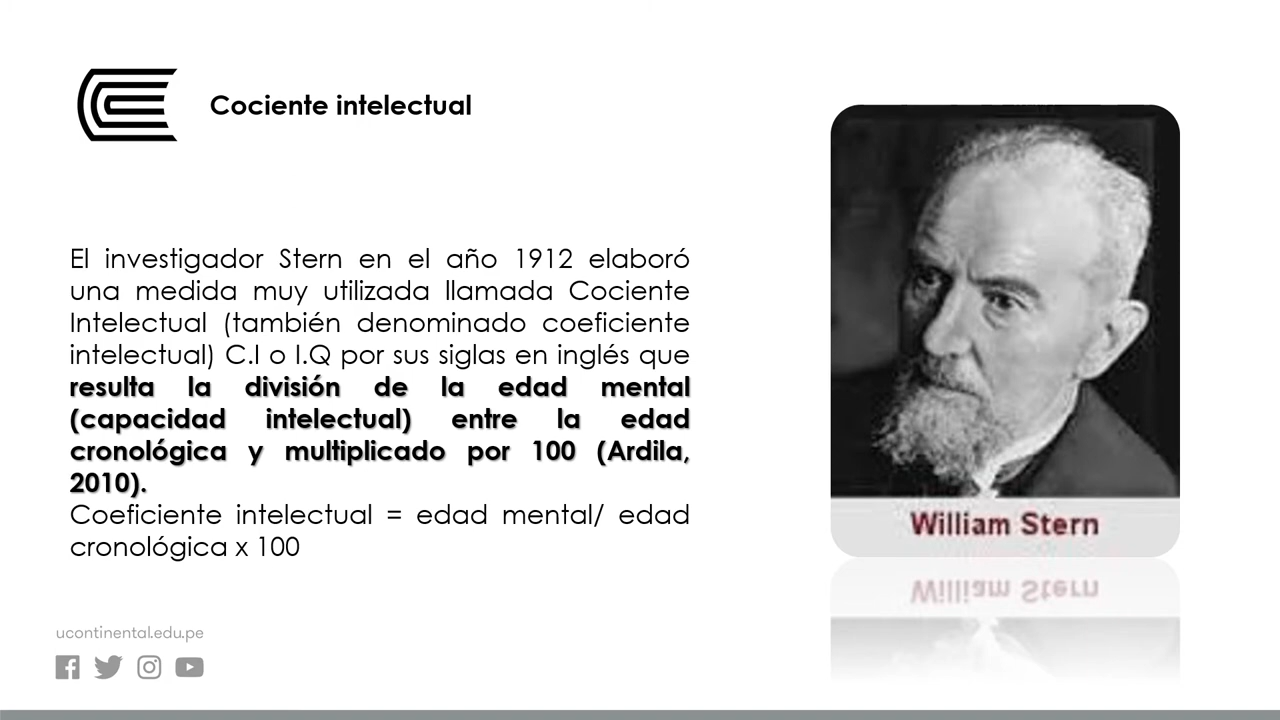 Cociente intelectual
El investigador Stern en el año 1912 elaboró
una medida muy utilizada llamada Cociente
Intelectual (también denominado coeficiente
intelectual) C.I o I.Q por sus siglas en inglés que
resulta la división de la edad mental
(capacidad intelectual) entre la edad
cronológica y multiplicado por 100 (Ardila,
2010).
Coeficiente intelectual = edad mental/ edad
cronológica x 100
William Stern
ucontinental.edu.pe